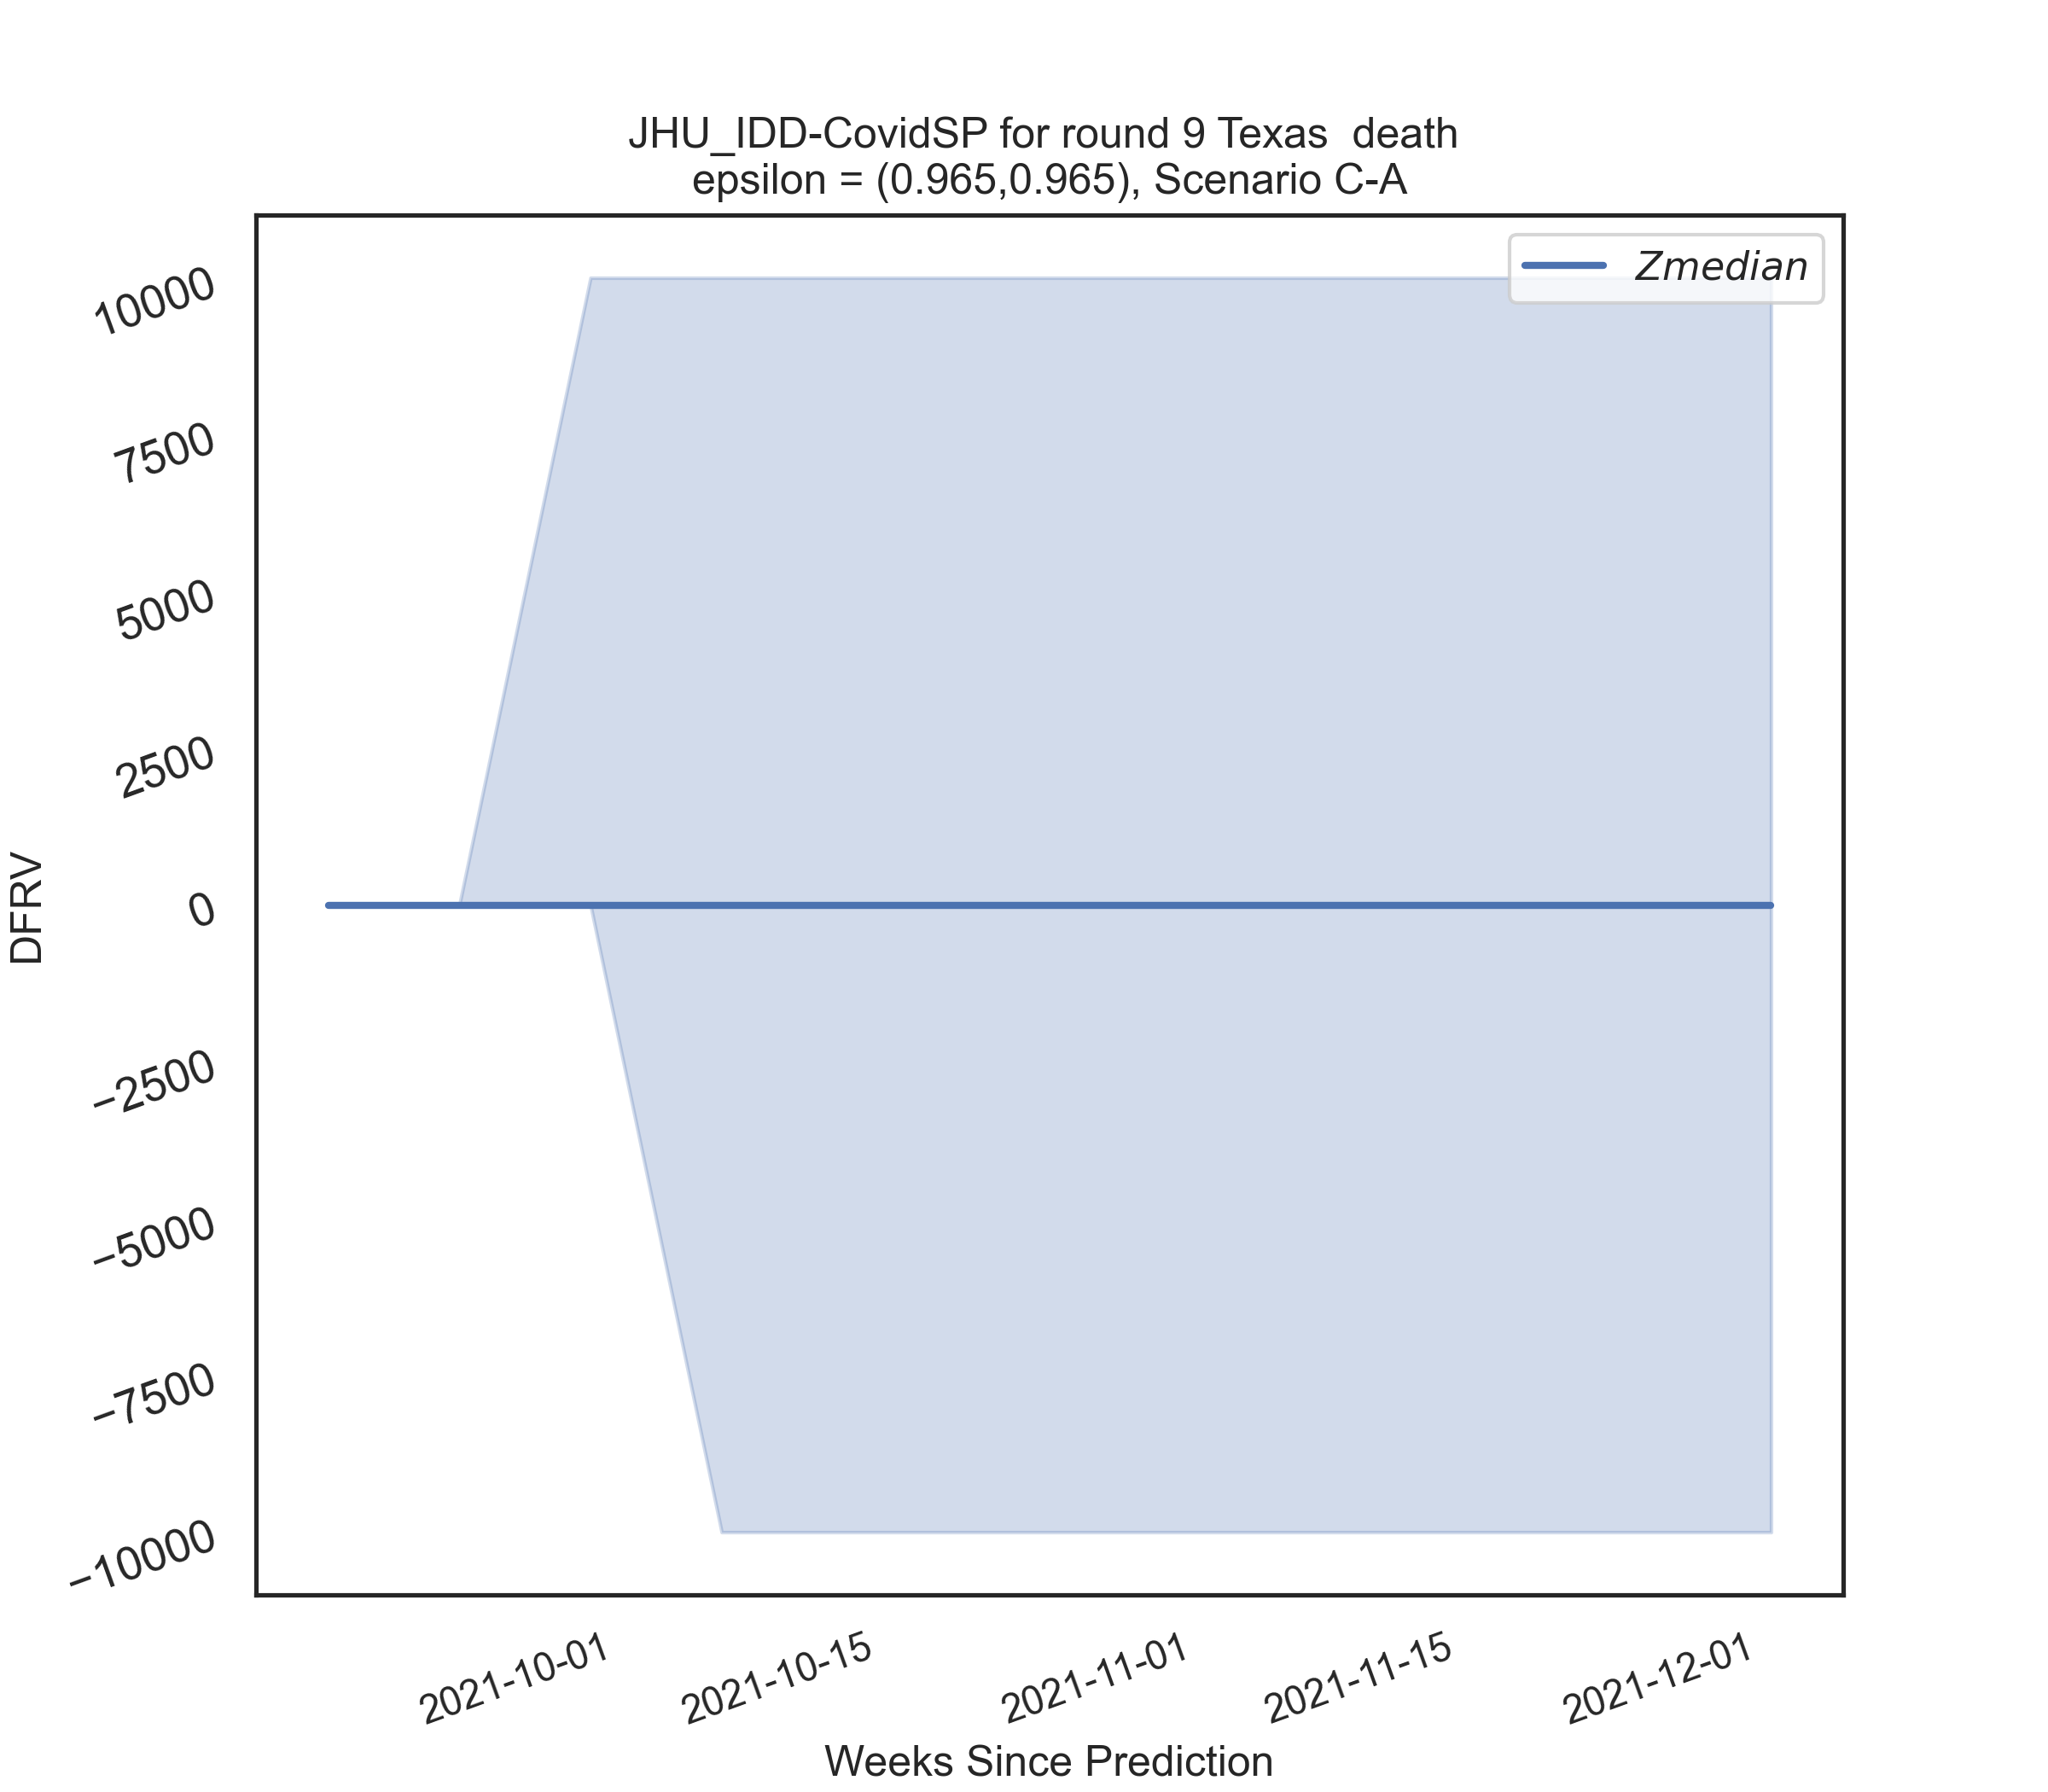 JHU_IDD-CovidSP for round 9 Texas  death
epsilon = (0.965,0.965), Scenario C-A
Zmedian
10000
7500
5000
2500
0
−2500
−5000
−7500
−10000
DFRV
2021-10-01
2021-10-15
2021-11-01
2021-11-15
2021-12-01
Weeks Since Prediction